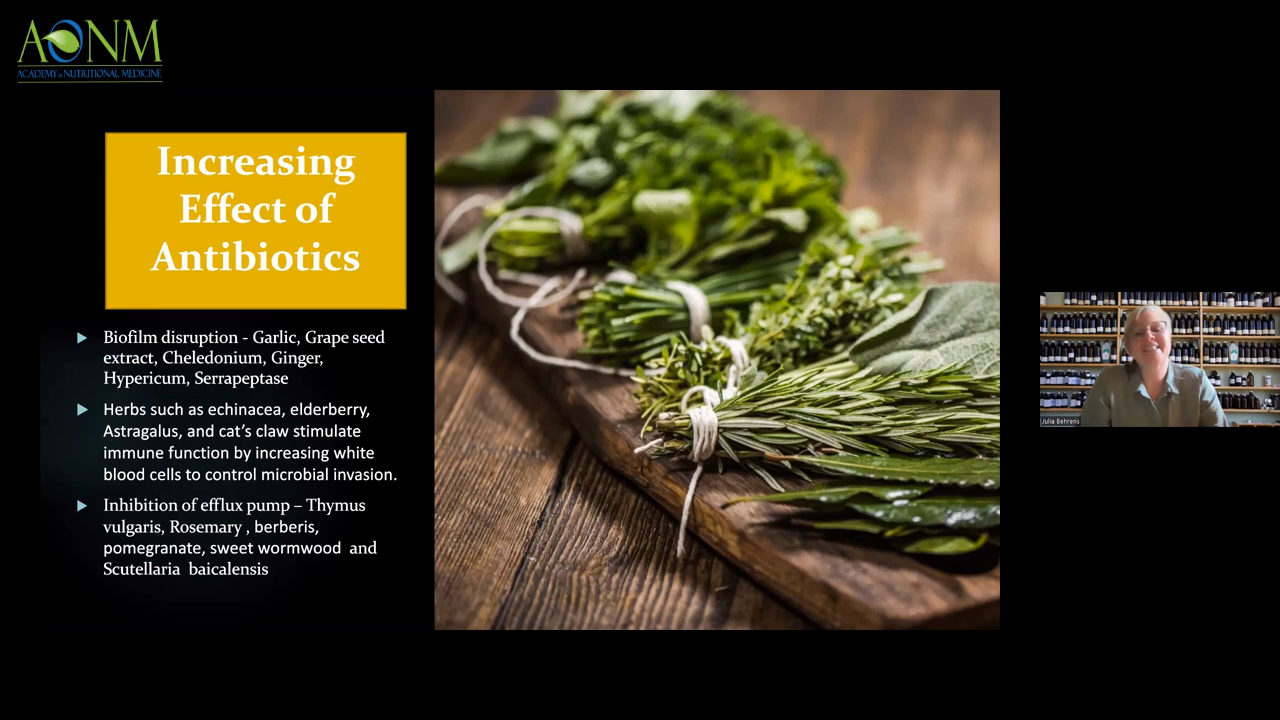 AONM
ACADEMY of NUTRITIONAL MEDICINE
Increasing
Effect of
Antibiotics
Biofilm disruption - Garlic, Grape seed
extract, Cheledonium, Ginger,
Hypericum, Serrapeptase
Herbs such as echinacea, elderberry,
Astragalus, and cat’s claw stimulate
immune function by increasing white
blood cells to control microbial invasion.
Inhibition of efflux pump – Thymus
vulgaris, Rosemary , berberis,
pomegranate, sweet wormwood and
Scutellaria baicalensis
Julia Behrens